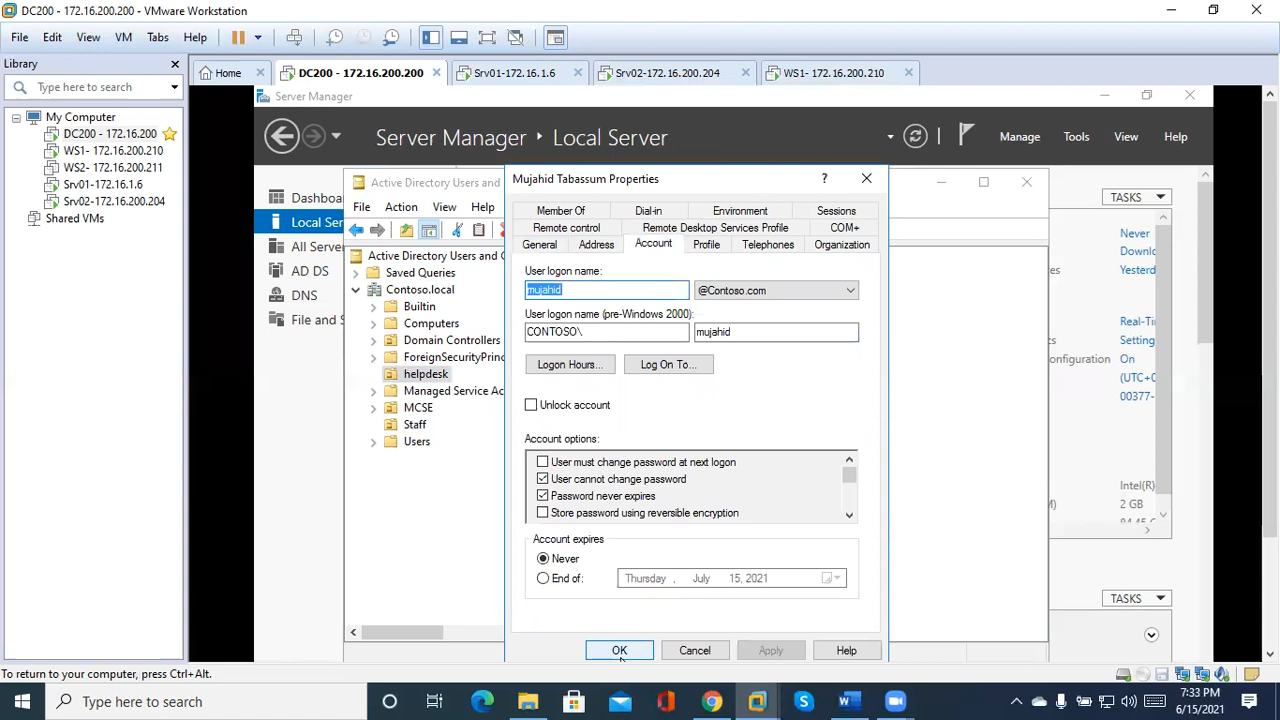 DC200 - 172.16.200.200 - VMware Workstation
File Edit View VM Tabs Help
Library
Type here to search
Home
DC200 - 172.16.200.200
Srv01-172.16.1.6
Srv02-172.16.200.204
WS1- 172.16.200.210
My Computer
DC200 - 172.16.200
WS1- 172.16.200.210
WS2- 172.16.200.211
Srv01-172.16.1.6
Srv02-172.16.200.204
Shared VMs
Server Manager
Server Manager Local Server
Manage Tools View Help
Dashboa
Local Ser
All Server
AD DS
DNS
File and S
Active Directory Users and
File Action View Help
Active Directory Users and C
Saved Queries
Contoso.local
Builtin
Computers
Domain Controllers
ForeignSecurityPrinc
helpdesk
Managed Service Ac
MCSE
Staff
Users
Mujahid Tabassum Properties
?
Member Of Dial-in Environment Sessions
Remote control Remote Desktop Services Profile COM+
General Address Account Profile Telephones Organization
User logon name:
mujahid @Contoso.com
User logon name (pre-Windows 2000):
CONTOSO\ mujahid
Logon Hours... Log On To...
Unlock account
Account options:
User must change password at next logon
User cannot change password
Password never expires
Store password using reversible encryption
Account expires
Never
End of: Thursday , July 15, 2021
OK Cancel Apply Help
TASKS
Never
Downlo
Yesterd
Real-Tir
Setting
onfiguration On
(UTC+0
00377-
Intel(R)
M) 2 GB
TASKS
To return to your computer, press Ctrl+Alt.
Type here to search
7:33 PM
6/15/2021